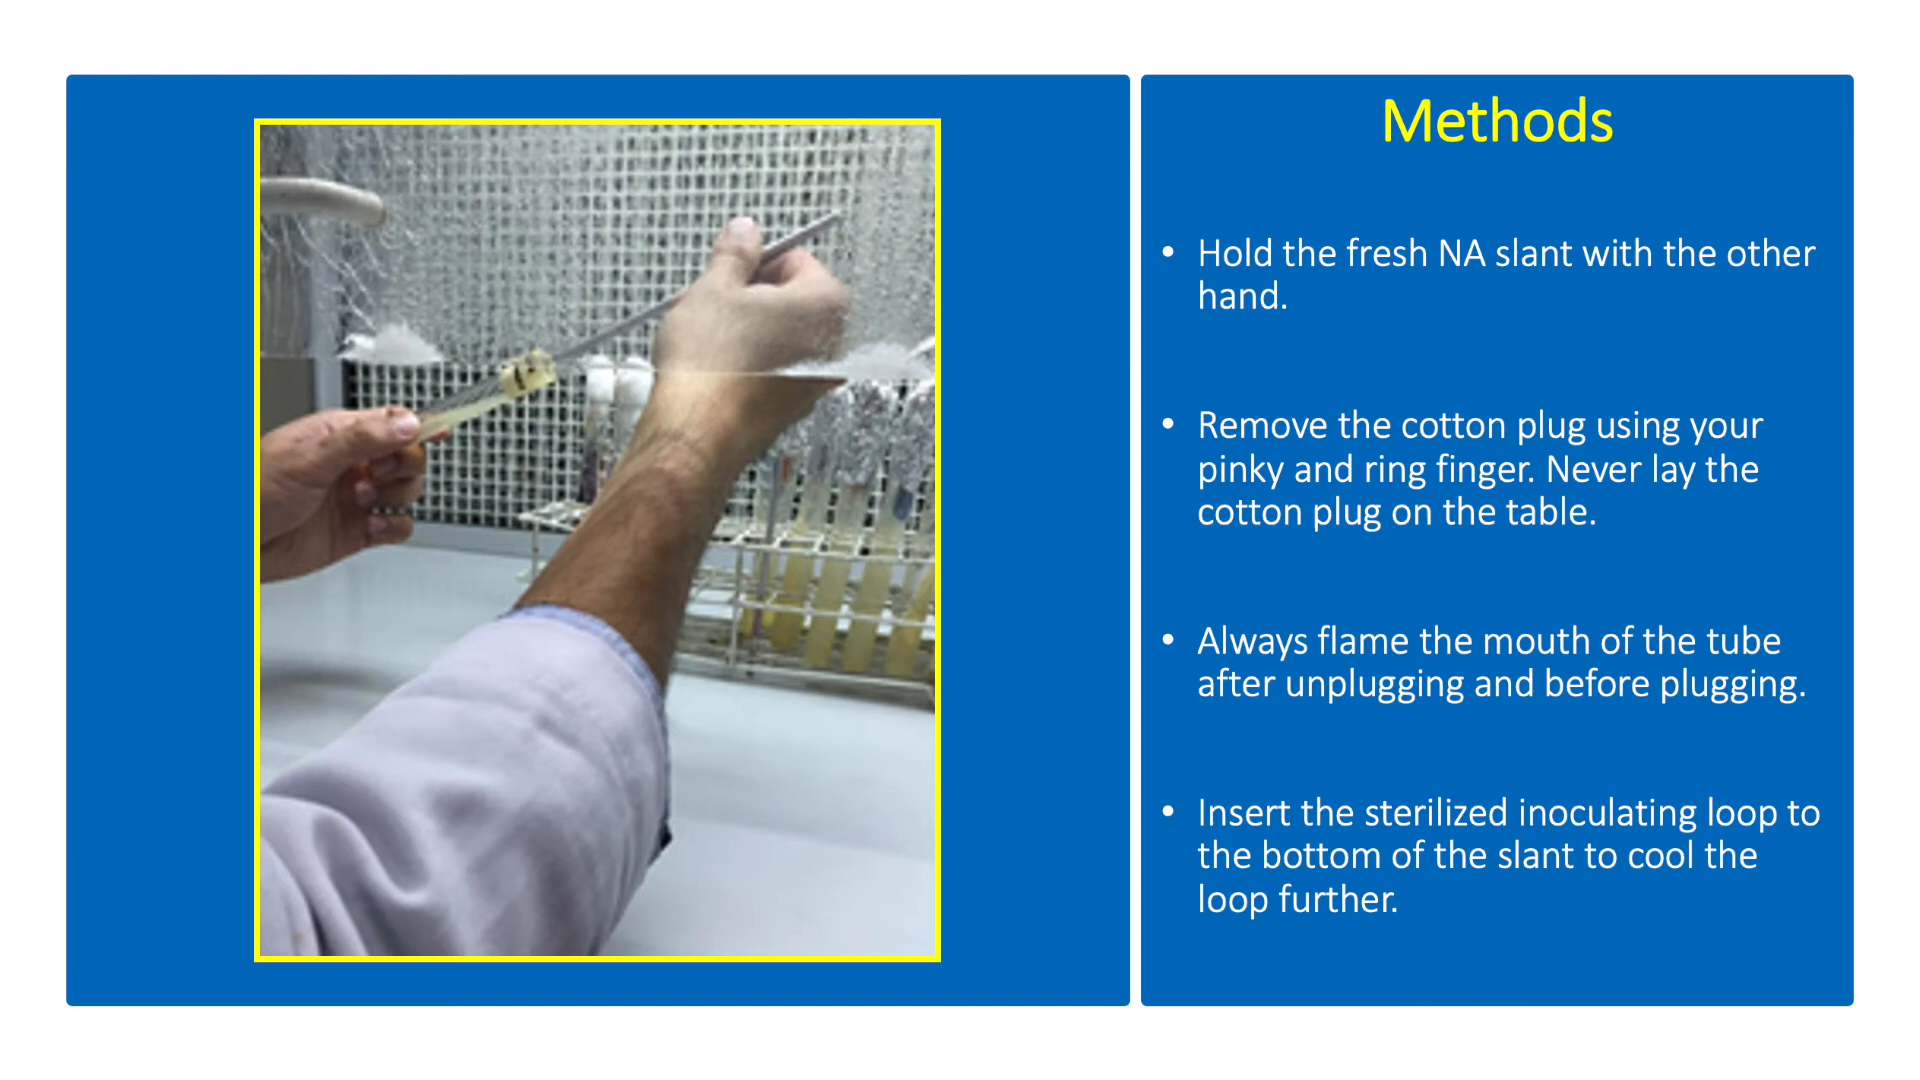 Methods
• Hold the fresh NA slant with the other
hand.
• Remove the cotton plug using your
pinky and ring finger. Never lay the
cotton plug on the table.
• Always flame the mouth of the tube
after unplugging and before plugging.
• Insert the sterilized inoculating loop to
the bottom of the slant to cool the
loop further.